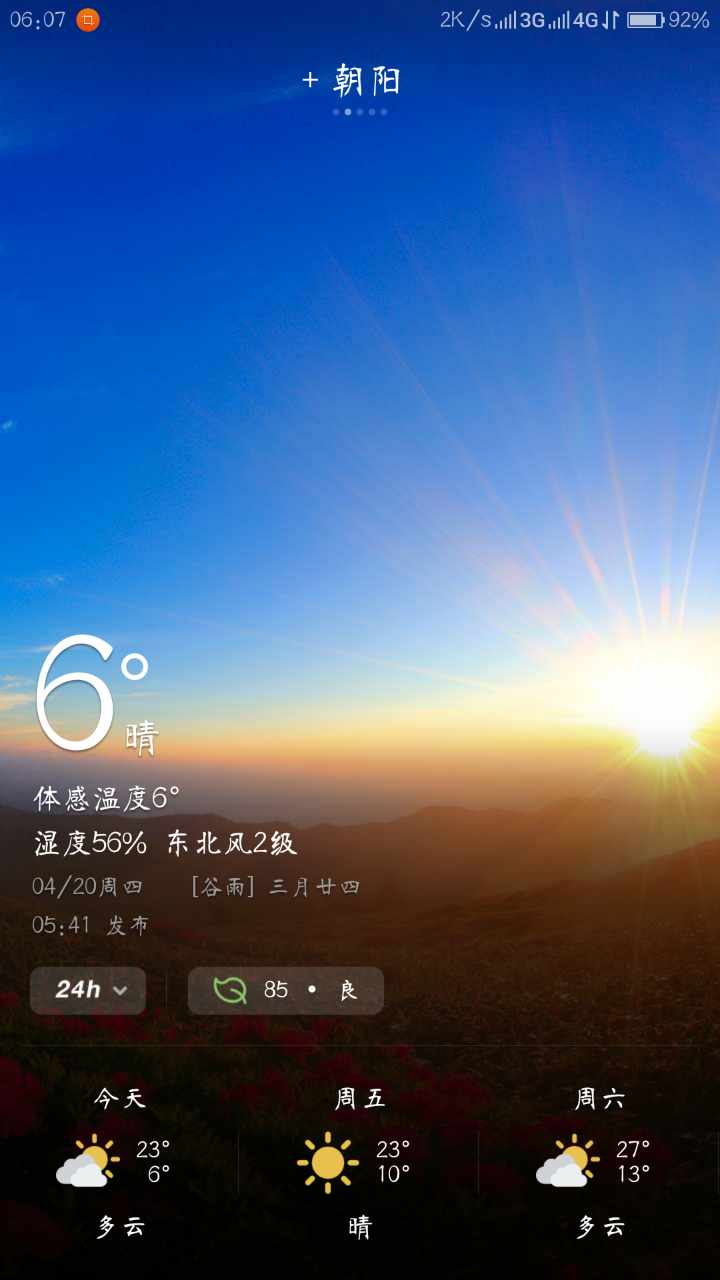 06:07 2K/s 3G 4G 92%
+ 朝阳
6°
晴
体感温度6°
湿度56% 东北风2级
04/20周四 [谷雨] 三月廿四
05:41 发布
24h 85 • 良
今天 周五 周六
23° 23° 27°
6° 10° 13°
多云 晴 多云